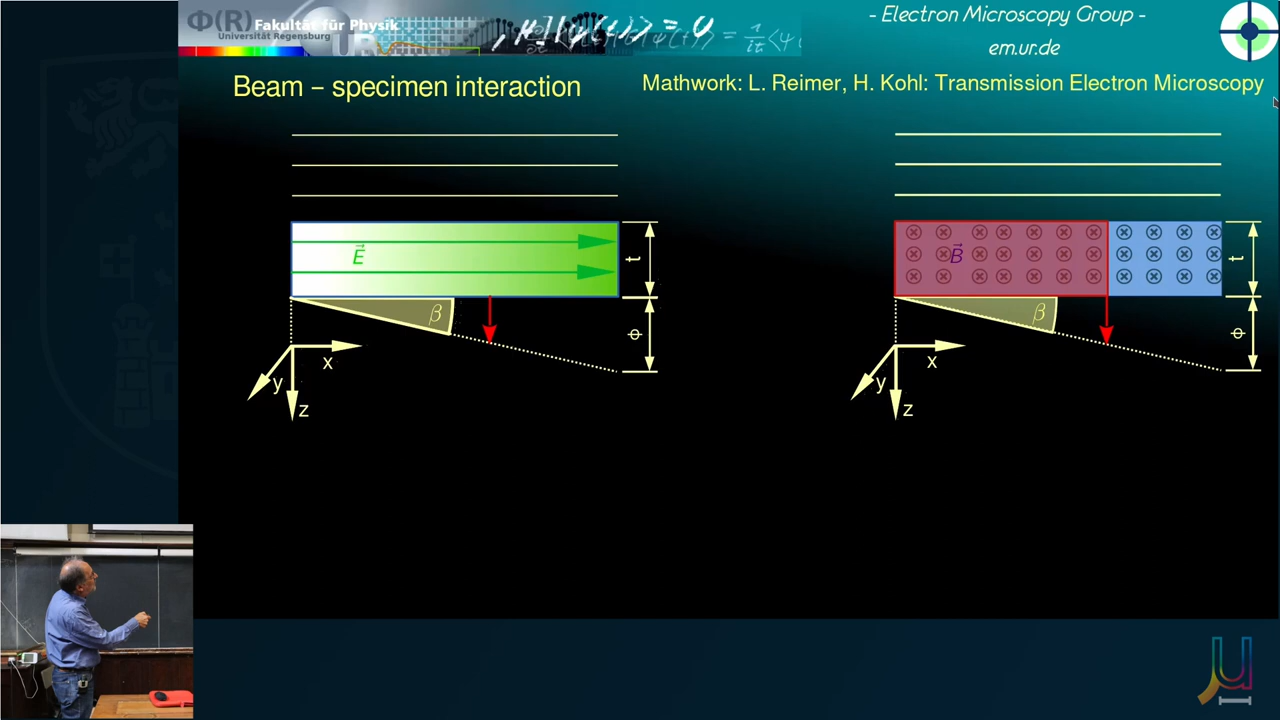 Φ(R) Fakultät für Physik
Universität Regensburg
UR
- Electron Microscopy Group -
em.ur.de
Beam – specimen interaction
Mathwork: L. Reimer, H. Kohl: Transmission Electron Microscopy
E
t
β
ϕ
x
y
z
B
t
β
ϕ
x
y
z
μ